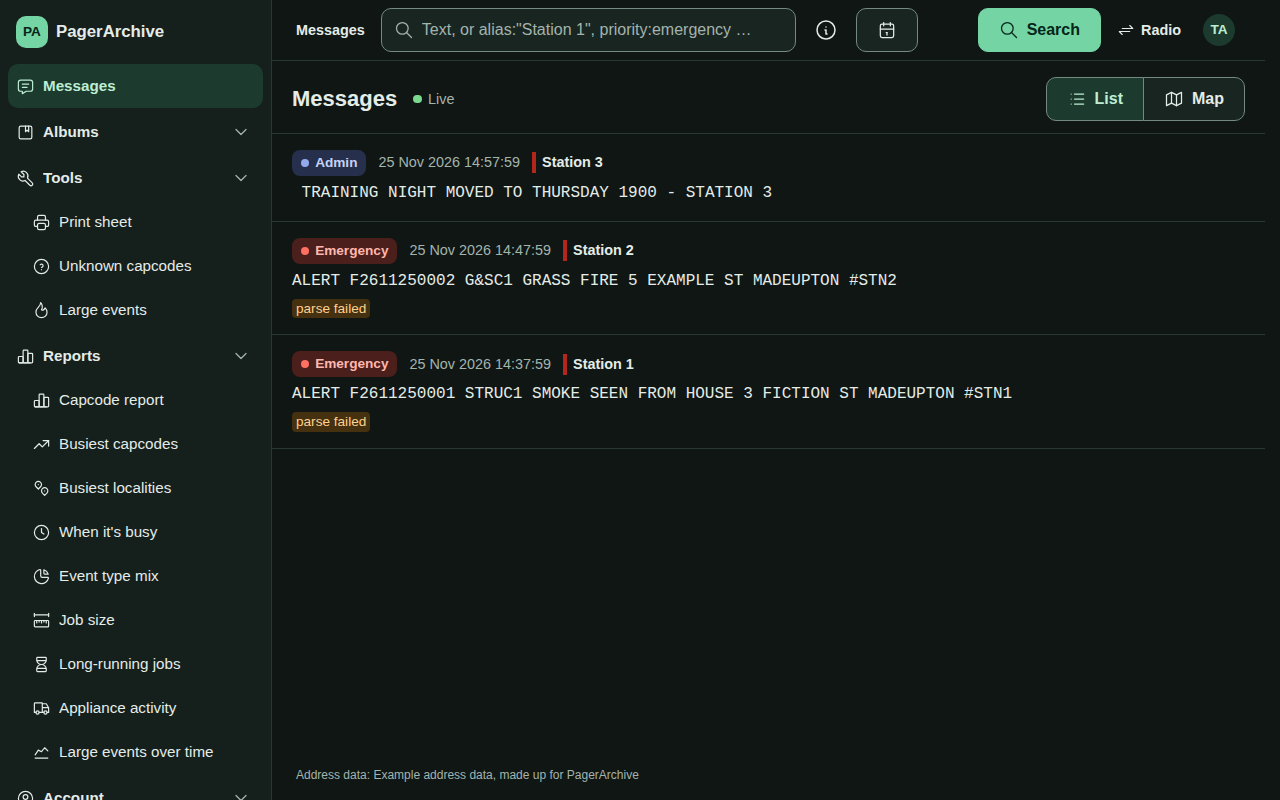 PA PagerArchive
Messages
Albums
Tools
Print sheet
Unknown capcodes
Large events
Reports
Capcode report
Busiest capcodes
Busiest localities
When it's busy
Event type mix
Job size
Long-running jobs
Appliance activity
Large events over time
Account
Messages Text, or alias:"Station 1", priority:emergency … Search Radio TA
Messages Live List Map
Admin 25 Nov 2026 14:57:59 Station 3
TRAINING NIGHT MOVED TO THURSDAY 1900 - STATION 3
Emergency 25 Nov 2026 14:47:59 Station 2
ALERT F2611250002 G&SC1 GRASS FIRE 5 EXAMPLE ST MADEUPTON #STN2
parse failed
Emergency 25 Nov 2026 14:37:59 Station 1
ALERT F2611250001 STRUC1 SMOKE SEEN FROM HOUSE 3 FICTION ST MADEUPTON #STN1
parse failed
Address data: Example address data, made up for PagerArchive